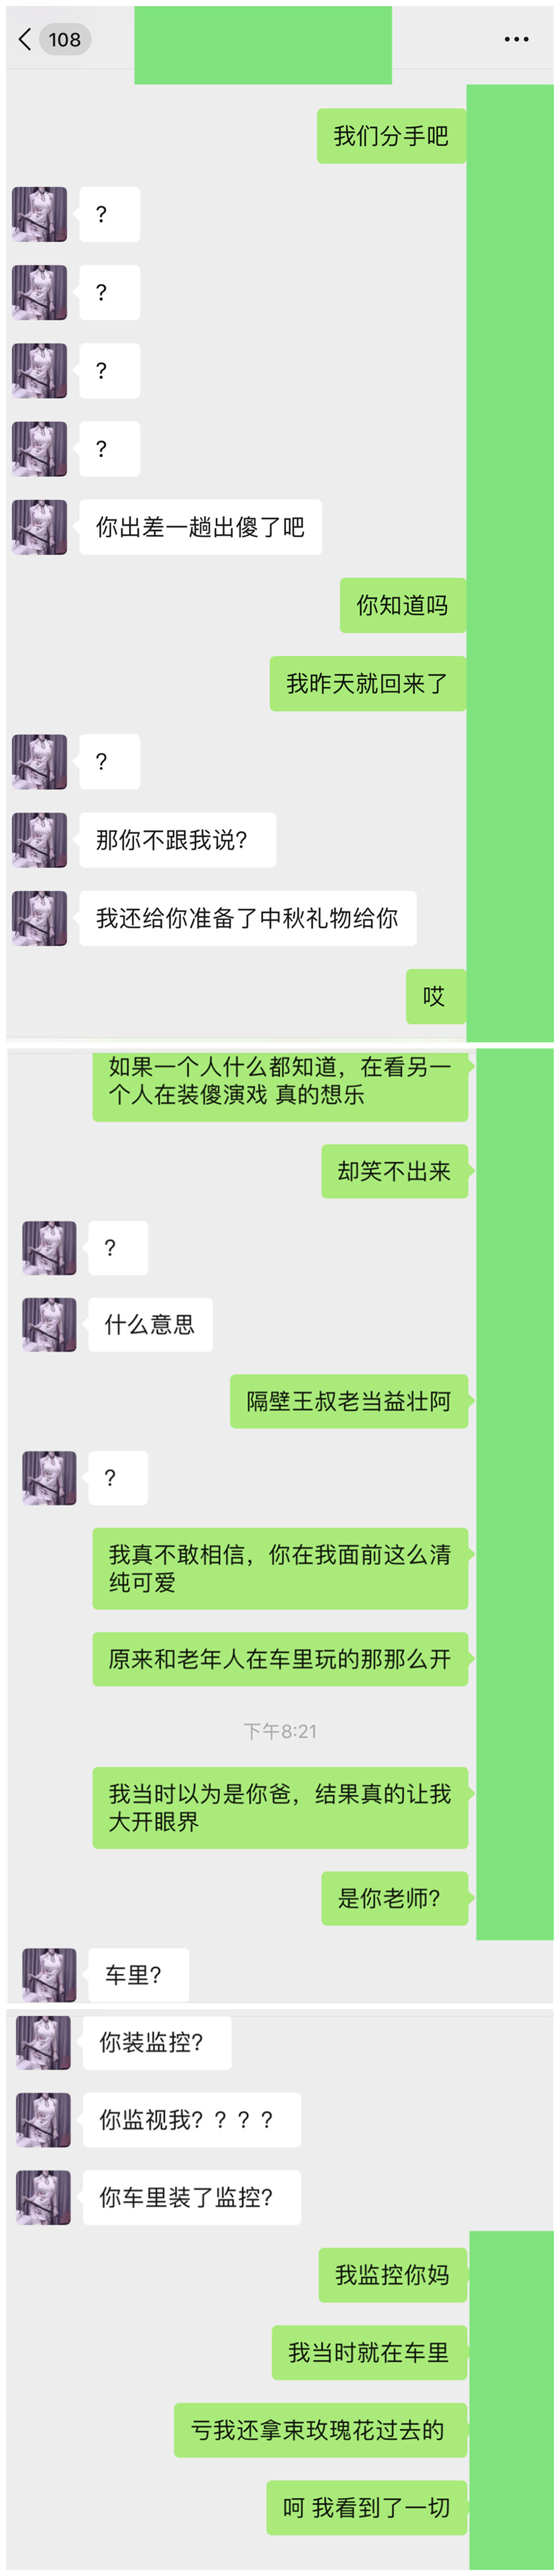 108
我们分手吧
?
?
?
?
你出差一趟出傻了吧
你知道吗
我昨天就回来了
?
那你不跟我说?
我还给你准备了中秋礼物给你
哎
如果一个人什么都知道，在看另一
个人在装傻演戏 真的想乐
却笑不出来
?
什么意思
隔壁王叔老当益壮阿
?
我真不敢相信，你在我面前这么清
纯可爱
原来和老年人在车里玩的那那么开
下午8:21
我当时以为是你爸，结果真的让我
大开眼界
是你老师?
车里?
你装监控?
你监视我？？？？
你车里装了监控?
我监控你妈
我当时就在车里
亏我还拿束玫瑰花过去的
呵 我看到了一切